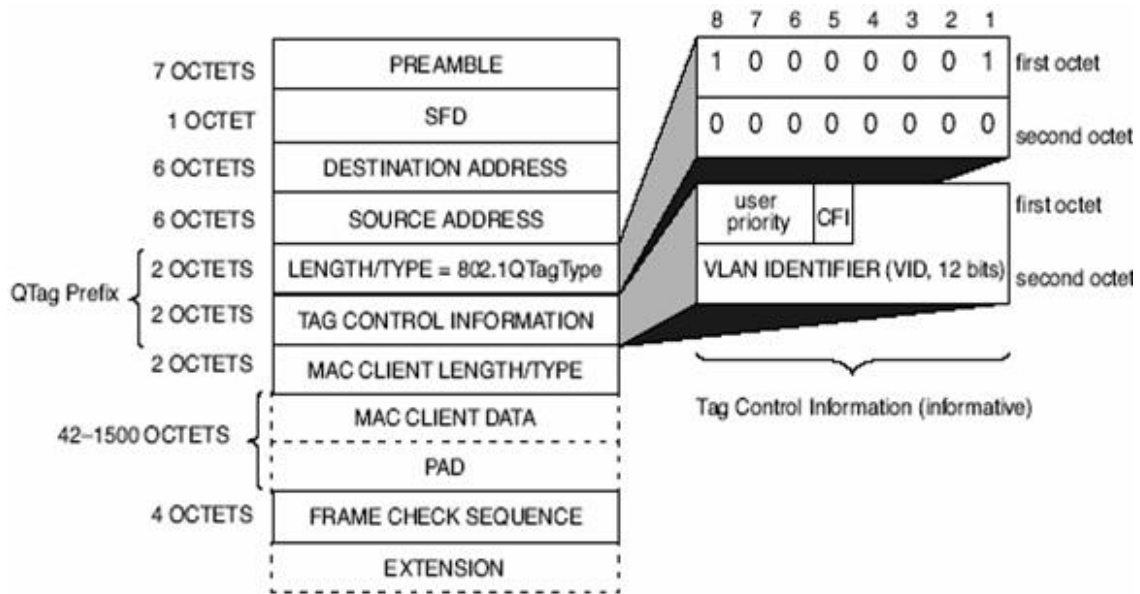 8 7 6 5 4 3 2 1
7 OCTETS PREAMBLE 1 0 0 0 0 0 0 1 first octet
1 OCTET SFD 0 0 0 0 0 0 0 0 second octet
6 OCTETS DESTINATION ADDRESS
6 OCTETS SOURCE ADDRESS user priority CFI first octet
QTag Prefix 2 OCTETS LENGTH/TYPE = 802.1QTagType VLAN IDENTIFIER (VID, 12 bits) second octet
2 OCTETS TAG CONTROL INFORMATION
2 OCTETS MAC CLIENT LENGTH/TYPE
Tag Control Information (informative)
42–1500 OCTETS MAC CLIENT DATA
PAD
4 OCTETS FRAME CHECK SEQUENCE
EXTENSION